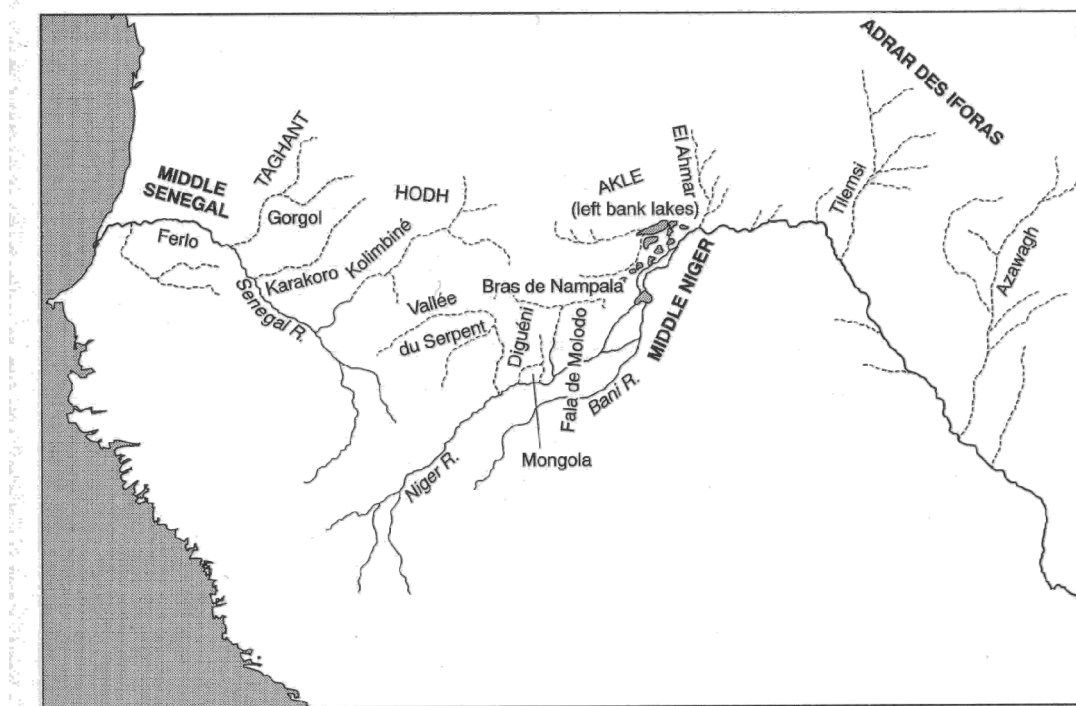 ADRAR DES IFORAS
TAGHANT
MIDDLE
SENEGAL
HODH
AKLE
(left bank lakes)
El Ahmar
Tilemsi
Gorgol
Ferlo
Karakoro
Kolimbiné
Senegal R.
Azawagh
Bras de Nampala
Vallée
du Serpent
Diguéni
Fala de Molodo
MIDDLE NIGER
Bani R.
Mongola
Niger R.